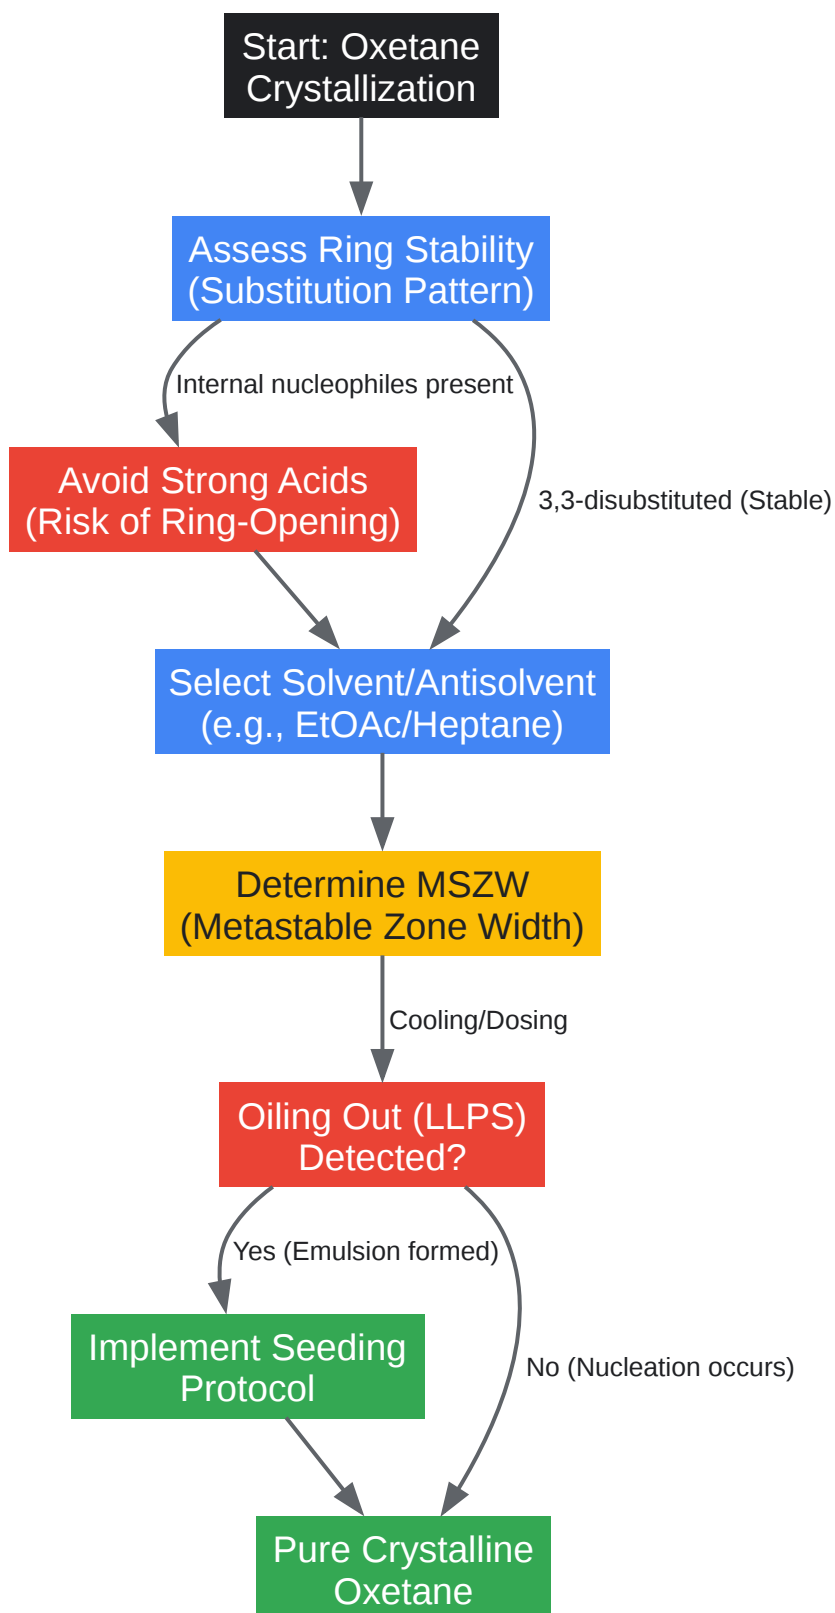 Start: Oxetane
Crystallization
Assess Ring Stability
(Substitution Pattern)
Internal nucleophiles present
Avoid Strong Acids
(Risk of Ring-Opening)
3,3-disubstituted (Stable)
Select Solvent/Antisolvent
(e.g., EtOAc/Heptane)
Determine MSZW
(Metastable Zone Width)
Cooling/Dosing
Oiling Out (LLPS)
Detected?
Yes (Emulsion formed)
Implement Seeding
Protocol
No (Nucleation occurs)
Pure Crystalline
Oxetane